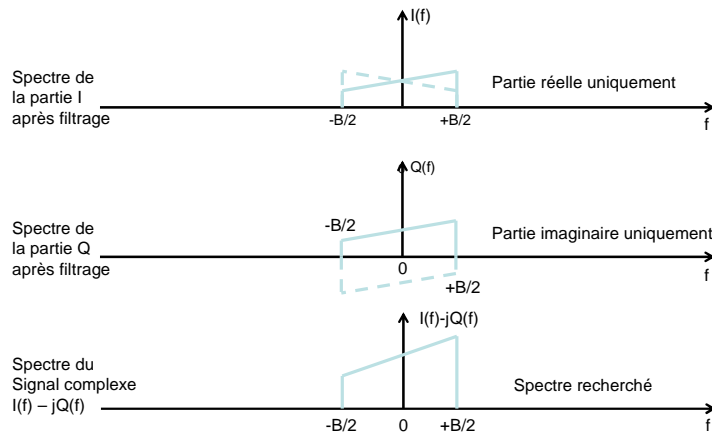 I(f)
Spectre de
la partie I
après filtrage
Partie réelle uniquement
-B/2
+B/2
f
Q(f)
Spectre de
la partie Q
après filtrage
-B/2
Partie imaginaire uniquement
0
+B/2
f
I(f)-jQ(f)
Spectre du
Signal complexe
I(f) – jQ(f)
Spectre recherché
-B/2
0
+B/2
f